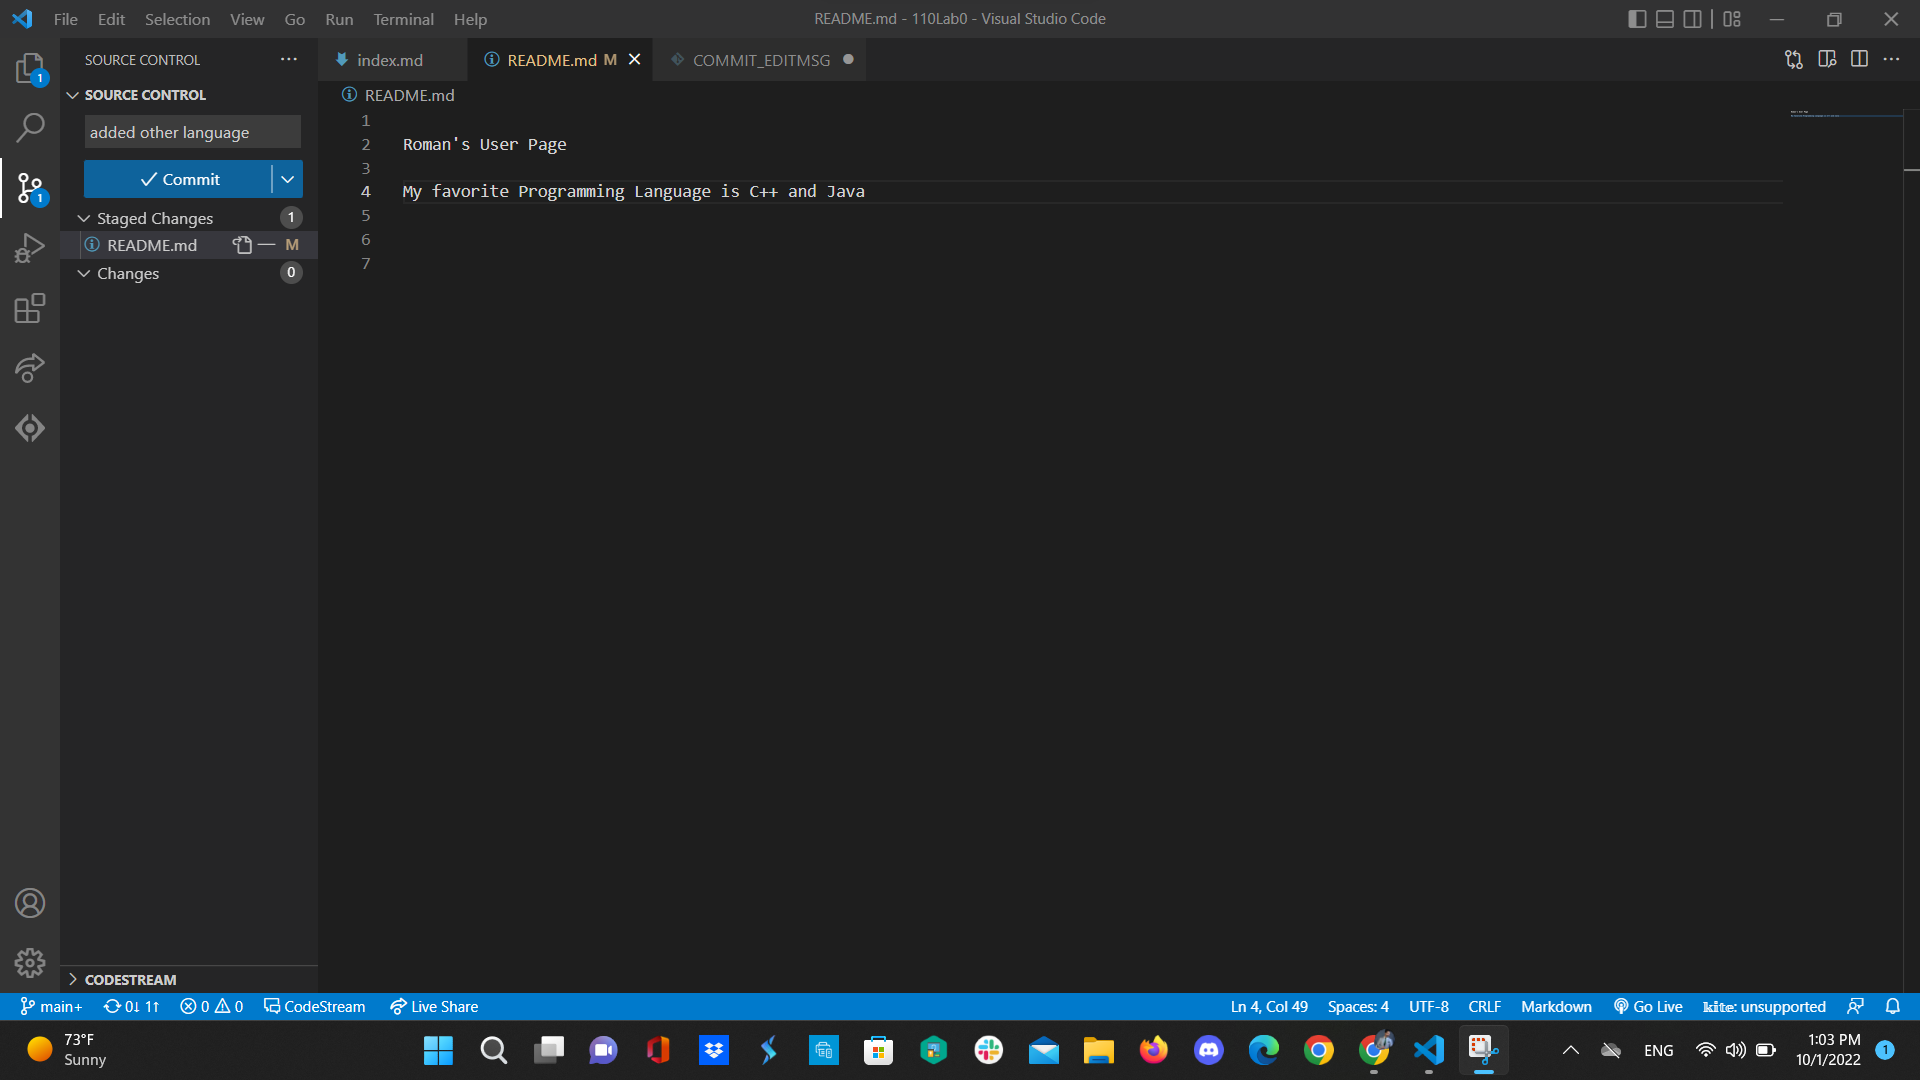 File Edit Selection View Go Run Terminal Help
README.md - 110Lab0 - Visual Studio Code
SOURCE CONTROL
index.md
README.md M
COMMIT_EDITMSG
SOURCE CONTROL
README.md
added other language
Commit
Staged Changes 1
README.md M
Changes 0
1
2 Roman's User Page
3
4 My favorite Programming Language is C++ and Java
5
6
7
1
1
CODESTREAM
main+ 0↓ 1↑ 0 0 CodeStream Live Share
Ln 4, Col 49 Spaces: 4 UTF-8 CRLF Markdown Go Live kite: unsupported
73°F
Sunny
ENG
1:03 PM
10/1/2022
1